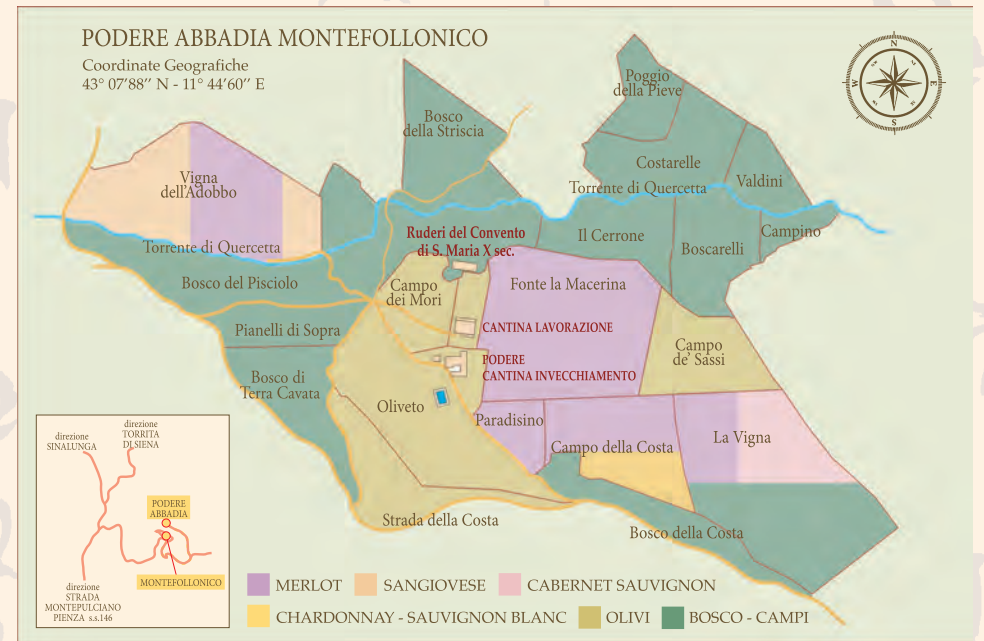 PODERE ABBADIA MONTEFOLLONICO
Coordinate Geografiche
43° 07'88'' N - 11° 44'60'' E
N
E
S
W
Poggio
della Pieve
Bosco
della Striscia
Costarelle
Valdini
Torrente di Quercetta
Vigna
dell'Adobbo
Campino
Ruderi del Convento
di S. Maria X sec.
Il Cerrone
Boscarelli
Torrente di Quercetta
Bosco del Pisciolo
Campo
dei Mori
Fonte la Macerina
CANTINA LAVORAZIONE
Pianelli di Sopra
Campo
de' Sassi
PODERE
CANTINA INVECCHIAMENTO
Bosco di
Terra Cavata
Oliveto
Paradisino
Campo della Costa
La Vigna
Strada della Costa
Bosco della Costa
direzione
SINALUNGA
direzione
TORRITA
DI SIENA
PODERE
ABBADIA
MONTEFOLLONICO
direzione
STRADA
MONTEPULCIANO
PIENZA s.s.146
MERLOT
SANGIOVESE
CABERNET SAUVIGNON
CHARDONNAY - SAUVIGNON BLANC
OLIVI
BOSCO - CAMPI